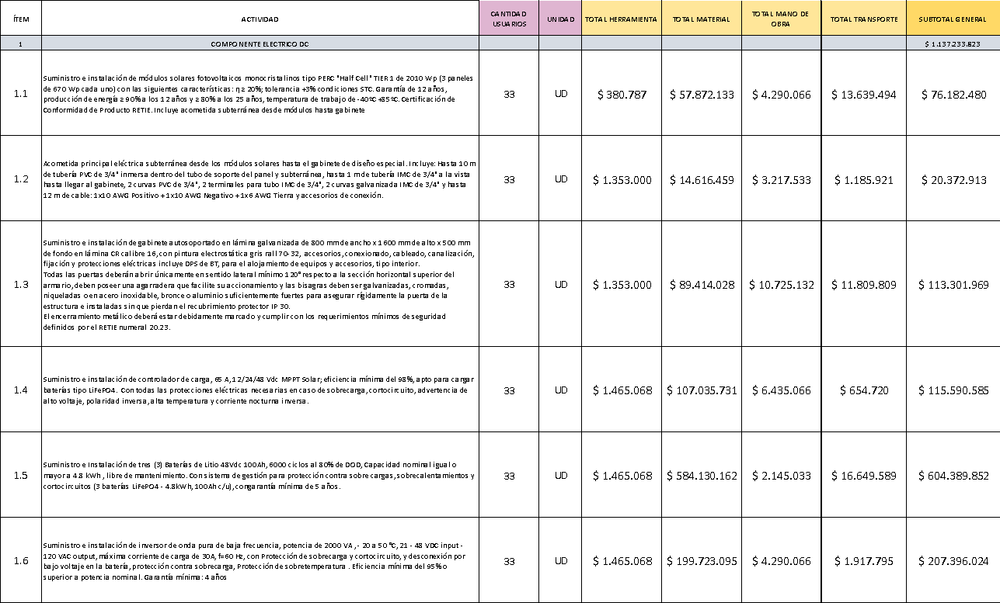 ÍTEM ACTIVIDAD CANTIDAD USUARIOS UNIDAD TOTAL HERRAMIENTA TOTAL MATERIAL TOTAL MANO DE OBRA TOTAL TRANSPORTE SUBTOTAL GENERAL
1 COMPONENTE ELECTRICO DC $ 1.137.233.823
1.1
Suministro e instalación de módulos solares fotovoltaicos monocristalinos tipo PERC "Half Cell" TIER 1 de 2010 Wp (3 paneles
de 670 Wp cada uno) con las siguientes características: η ≥ 20%; tolerancia +3% condiciones STC. Garantía de 12 años,
producción de energía ≥ 90% a los 12 años y ≥ 80% a los 25 años, temperatura de trabajo de -40ºC +85ºC. Certificación de
Conformidad de Producto RETIE. Incluye acometida subterránea desde módulos hasta gabinete
33 UD $ 380.787 $ 57.872.133 $ 4.290.066 $ 13.639.494 $ 76.182.480
1.2
Acometida principal eléctrica subterránea desde los módulos solares hasta el gabinete de diseño especial. Incluye: Hasta 10 m
de tubería PVC de 3/4" inmersa dentro del tubo de soporte del panel y subterránea, hasta 1 m de tubería IMC de 3/4" a la vista
hasta llegar al gabinete, 2 curvas PVC de 3/4", 2 terminales para tubo IMC de 3/4", 2 curvas galvanizada IMC de 3/4" y hasta
12 m de cable: 1x10 AWG Positivo + 1x10 AWG Negativo + 1x6 AWG Tierra y accesorios de conexión.
33 UD $ 1.353.000 $ 14.616.459 $ 3.217.533 $ 1.185.921 $ 20.372.913
1.3
Suministro e instalación de gabinete autosoportado en lámina galvanizada de 800 mm de ancho x 1600 mm de alto x 500 mm
de fondo en lámina CR calibre 16, con pintura electrostática gris rall 70-32, accesorios, conexionado, cableado, canalización,
fijación y protecciones eléctricas incluye DPS de BT, para el alojamiento de equipos y accesorios, tipo interior.
Todas las puertas deberán abrir únicamente en sentido lateral mínimo 120° respecto a la sección horizontal superior del
armario, deben poseer una agarradera que facilite su accionamiento y las bisagras deben ser galvanizadas, cromadas,
niqueladas o en acero inoxidable, bronce o aluminio suficientemente fuertes para asegurar rígidamente la puerta de la
estructura e instaladas sin que pierdan el recubrimiento protector IP 30.
El encerramiento metálico deberá estar debidamente marcado y cumplir con los requerimientos mínimos de seguridad
definidos por el RETIE numeral 20.23.
33 UD $ 1.353.000 $ 89.414.028 $ 10.725.132 $ 11.809.809 $ 113.301.969
1.4
Suministro e instalación de controlador de carga, 65 A, 12/24/48 Vdc MPPT Solar; eficiencia mínima del 98%, apto para cargar
baterías tipo LiFePO4. Con todas las protecciones eléctricas necesarias en caso de sobrecarga, cortocircuito, advertencia de
alto voltaje, polaridad inversa, alta temperatura y corriente nocturna inversa.
33 UD $ 1.465.068 $ 107.035.731 $ 6.435.066 $ 654.720 $ 115.590.585
1.5
Suministro e Instalación de tres (3) Baterías de Litio 48Vdc 100Ah, 6000 ciclos al 80% de DOD, Capacidad nominal igual o
mayor a 4.8 kWh , libre de mantenimiento. Con sistema de gestión para protección contra sobre cargas, sobrecalentamientos y
cortocircuitos (3 baterías LiFePO4 - 4.8kWh, 100Ah c/u), con garantía mínima de 5 años.
33 UD $ 1.465.068 $ 584.130.162 $ 2.145.033 $ 16.649.589 $ 604.389.852
1.6
Suministro e instalación de inversor de onda pura de baja frecuencia, potencia de 2000 VA , - 20 a 50 °C, 21 - 48 VDC input -
120 VAC output, máxima corriente de carga de 30A, f=60 Hz, con Protección de sobrecarga y cortocircuito, y desconexión por
bajo voltaje en la batería, protección contra sobrecarga, Protección de sobretemperatura . Eficiencia mínima del 95% o
superior a potencia nominal. Garantía mínima: 4 años
33 UD $ 1.465.068 $ 199.723.095 $ 4.290.066 $ 1.917.795 $ 207.396.024